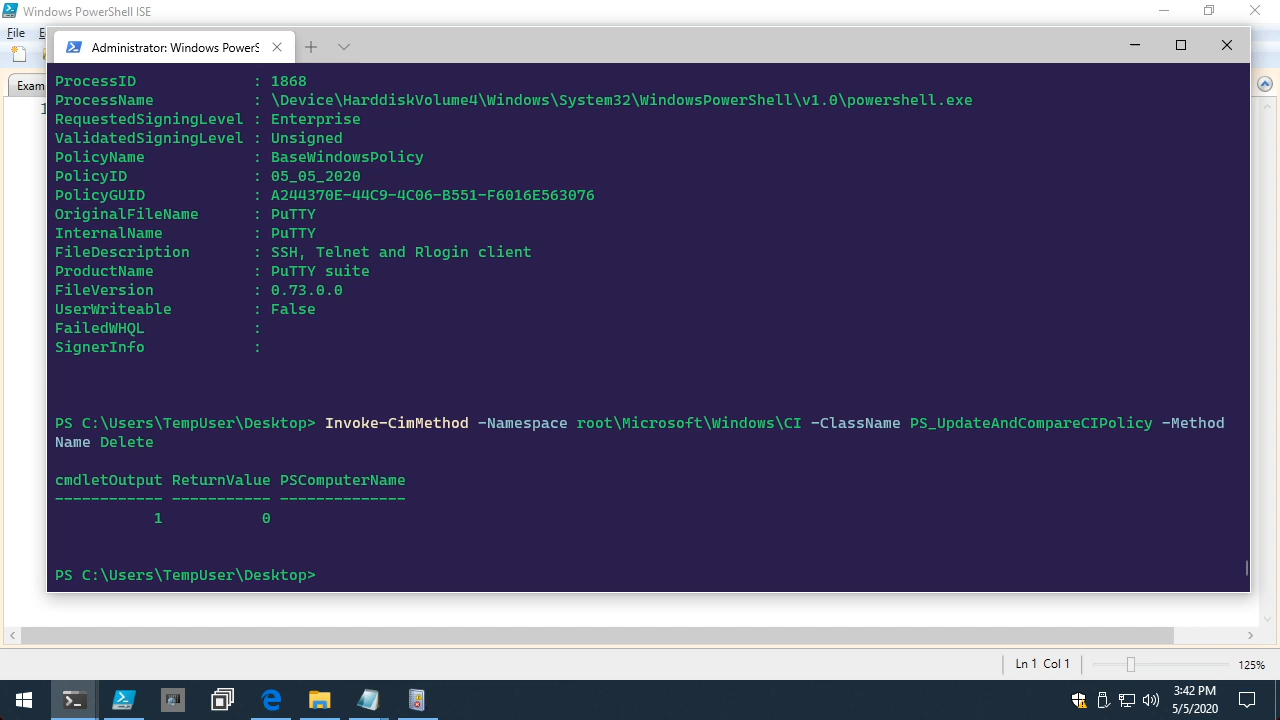 Windows PowerShell ISE
File
Administrator: Windows PowerS
Exam
1
ProcessID : 1868
ProcessName : \Device\HarddiskVolume4\Windows\System32\WindowsPowerShell\v1.0\powershell.exe
RequestedSigningLevel : Enterprise
ValidatedSigningLevel : Unsigned
PolicyName : BaseWindowsPolicy
PolicyID : 05_05_2020
PolicyGUID : A244370E-44C9-4C06-B551-F6016E563076
OriginalFileName : PuTTY
InternalName : PuTTY
FileDescription : SSH, Telnet and Rlogin client
ProductName : PuTTY suite
FileVersion : 0.73.0.0
UserWriteable : False
FailedWHQL :
SignerInfo :
PS C:\Users\TempUser\Desktop> Invoke-CimMethod -Namespace root\Microsoft\Windows\CI -ClassName PS_UpdateAndCompareCIPolicy -Method
Name Delete
cmdletOutput ReturnValue PSComputerName
------------ ----------- --------------
1 0
PS C:\Users\TempUser\Desktop>
Ln 1 Col 1 125%
3:42 PM
5/5/2020